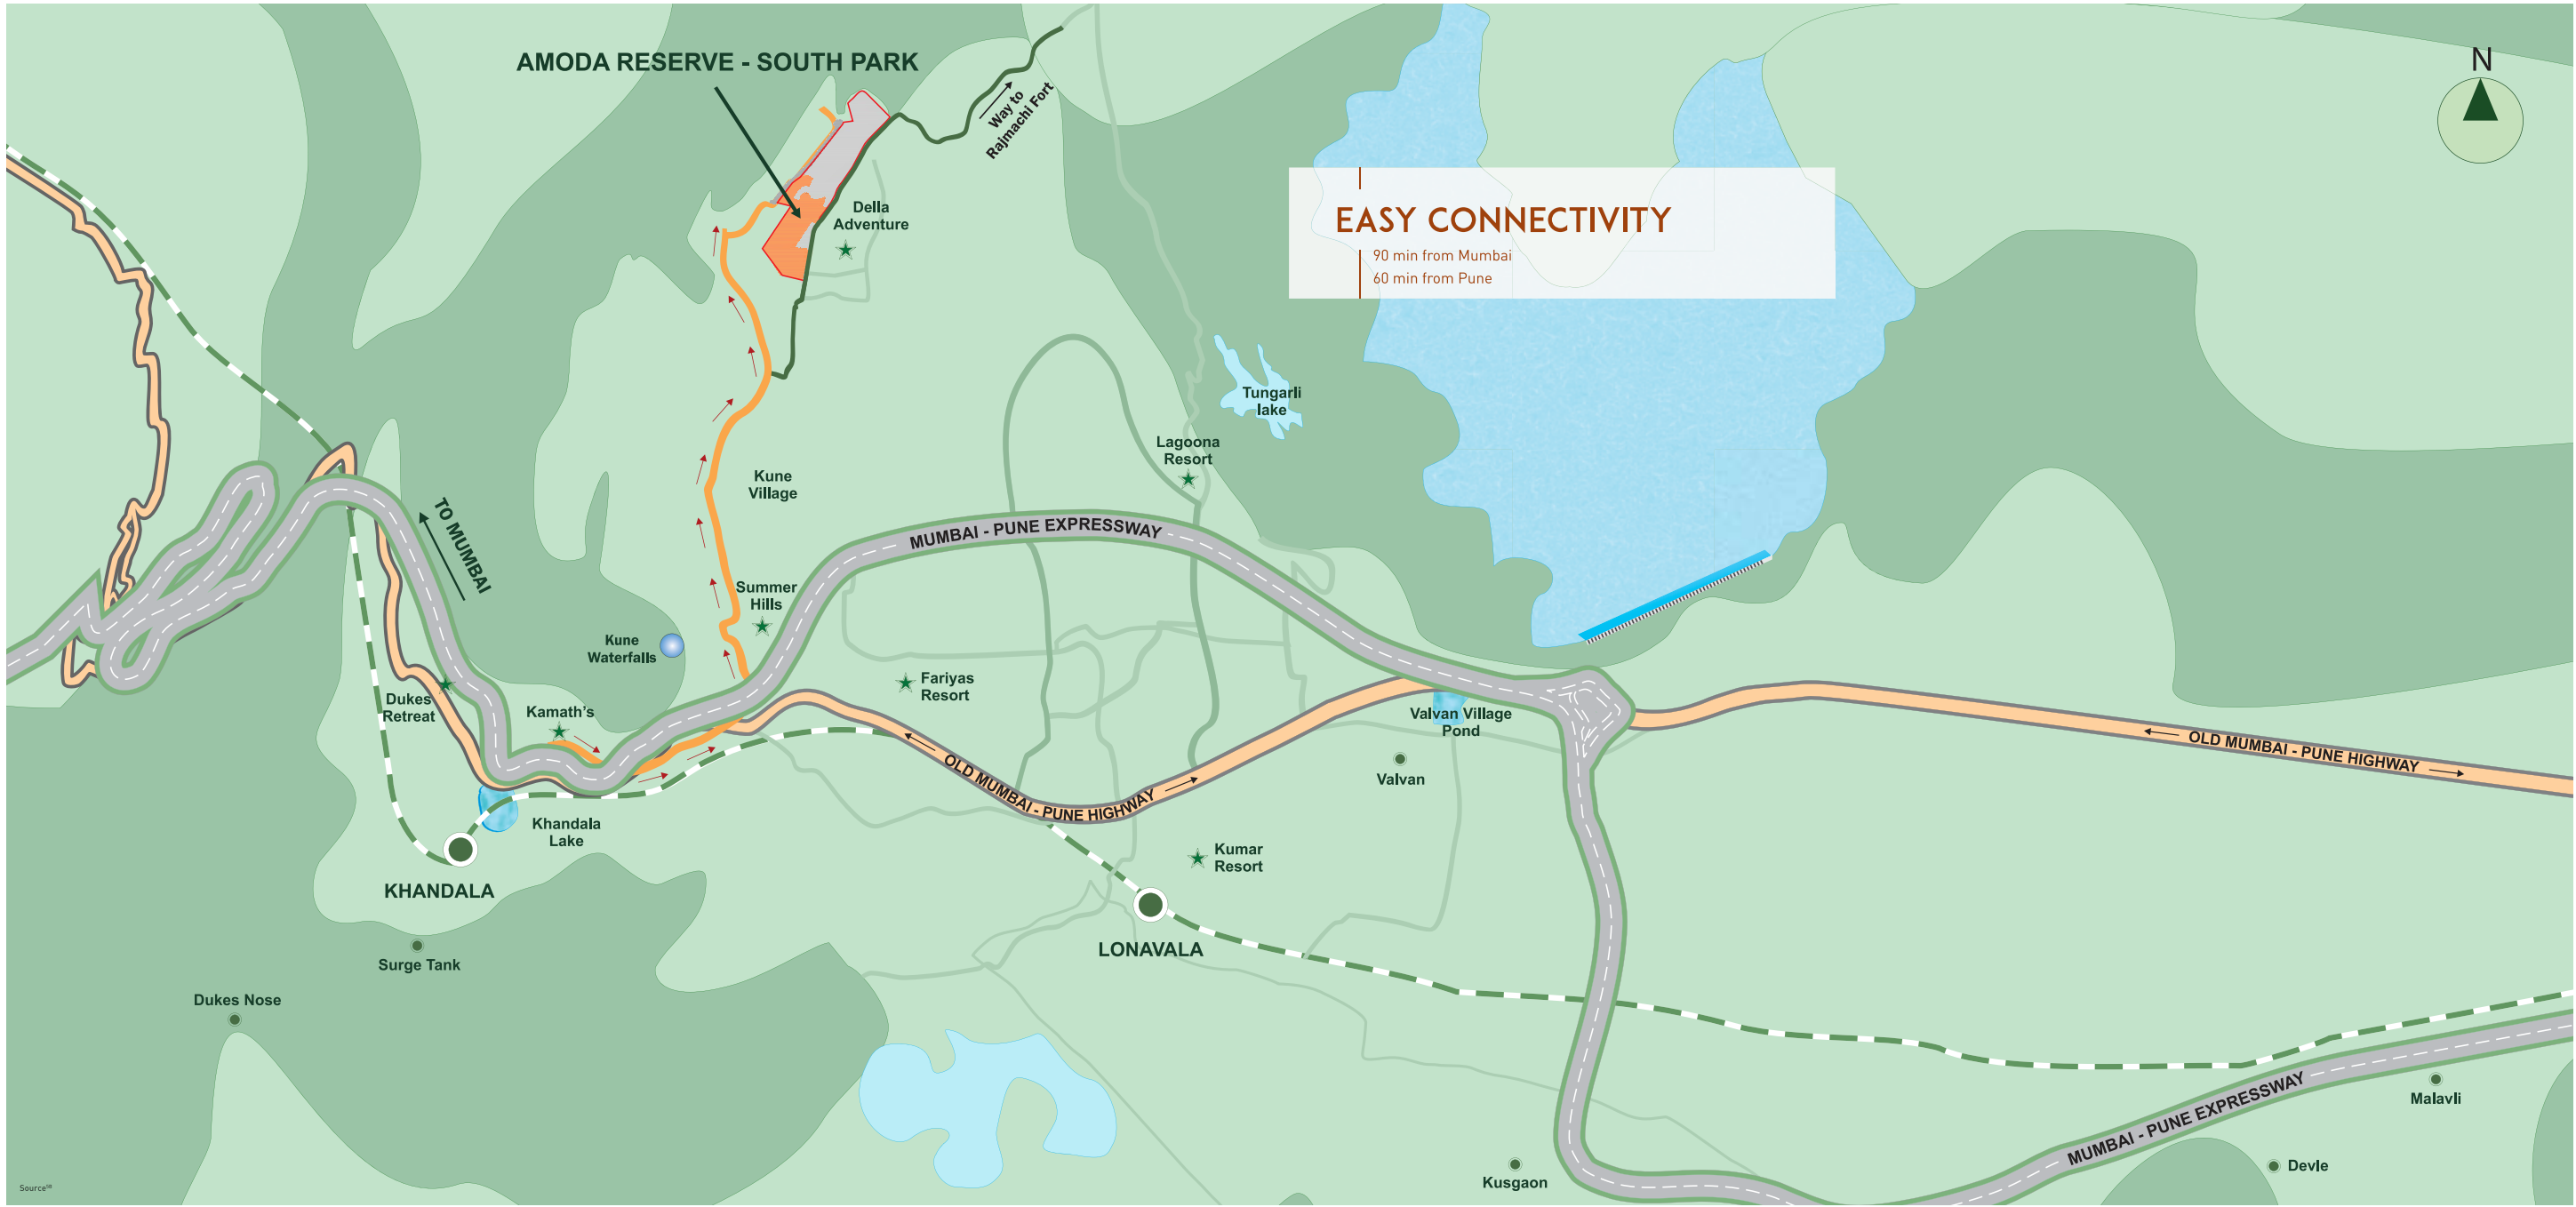 AMODA RESERVE - SOUTH PARK
N
Way to
Rajmachi Fort
Della
Adventure
EASY CONNECTIVITY
90 min from Mumbai
60 min from Pune
Tungarli
lake
Lagoona
Resort
Kune
Village
TO MUMBAI
MUMBAI - PUNE EXPRESSWAY
Summer
Hills
Kune
Waterfalls
Fariyas
Resort
Dukes
Retreat
Kamath's
Valvan Village
Pond
OLD MUMBAI - PUNE HIGHWAY
OLD MUMBAI - PUNE HIGHWAY
Valvan
Khandala
Lake
Kumar
Resort
KHANDALA
LONAVALA
Surge Tank
Dukes Nose
MUMBAI - PUNE EXPRESSWAY
Malavli
Devle
Kusgaon
Source